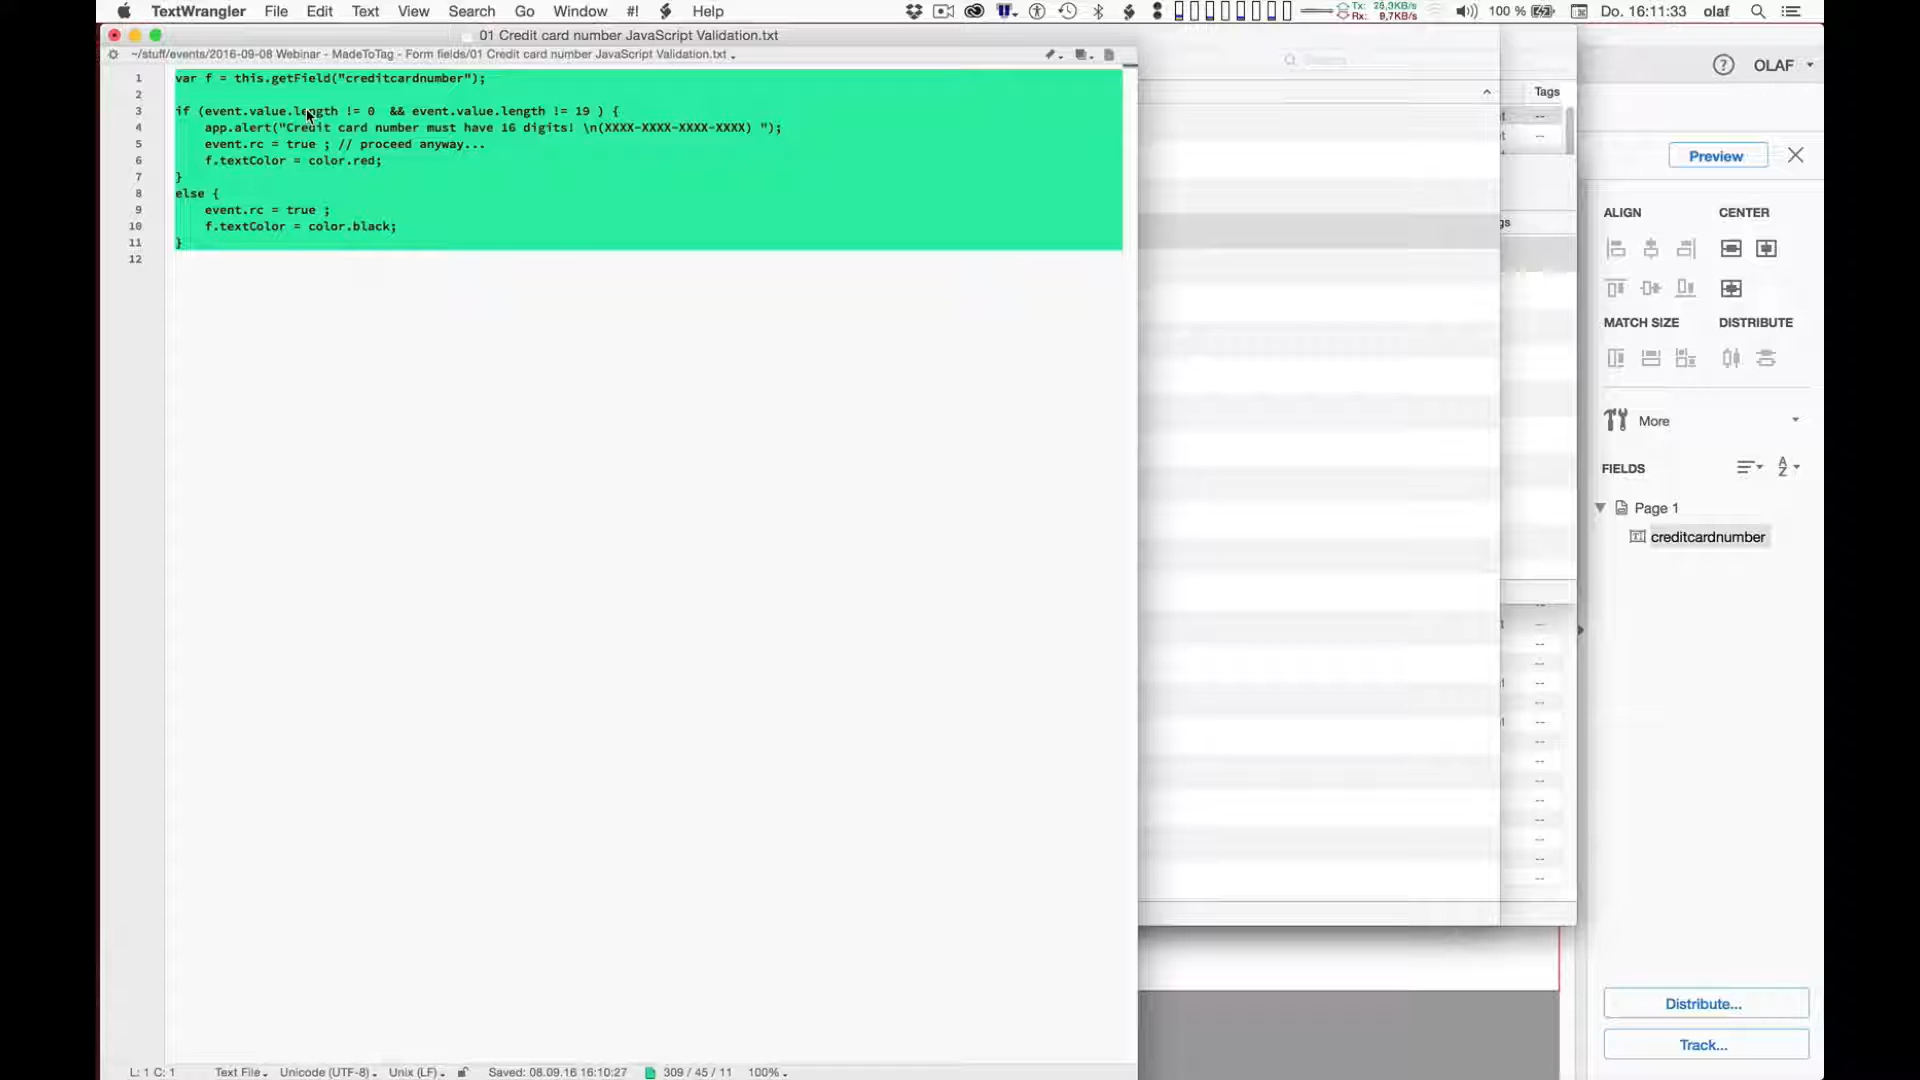 TextWrangler File Edit Text View Search Go Window #! Help Tx: Rx: 9,7KB/s 100 % Do. 16:11:33 olaf
01 Credit card number JavaScript Validation.txt
~/stuff/events/2016-09-08 Webinar - MadeToTag - Form fields/01 Credit card number JavaScript Validation.txt
1 var f = this.getField("creditcardnumber");
2
3 if (event.value.length != 0  && event.value.length != 19 ) {
4 app.alert("Credit card number must have 16 digits! \n(XXXX-XXXX-XXXX-XXXX) ");
5 event.rc = true ; // proceed anyway...
6 f.textColor = color.red;
7 }
8 else {
9 event.rc = true ;
10 f.textColor = color.black;
11 }
12
L: 1 C: 1 Text File Unicode (UTF-8) Unix (LF) Saved: 08.09.16 16:10:27 309 / 45 / 11 100%
Tags
OLAF
Preview
ALIGN CENTER
MATCH SIZE DISTRIBUTE
More
FIELDS
Page 1
creditcardnumber
Distribute...
Track...